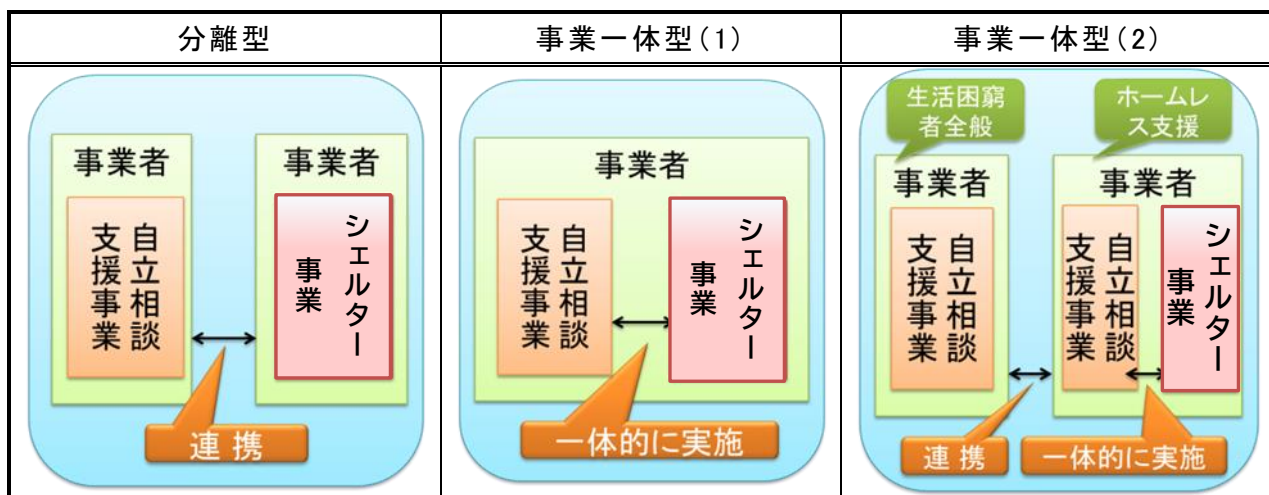 分離型
事業者
自立相談
支援事業
事業者
シェルター
事業
連携
事業一体型(1)
事業者
自立相談
支援事業
シェルター
事業
一体的に実施
事業一体型(2)
生活困窮
者全般
ホームレ
ス支援
事業者
自立相談
支援事業
事業者
自立相談
支援事業
シェルター
事業
連携
一体的に実施